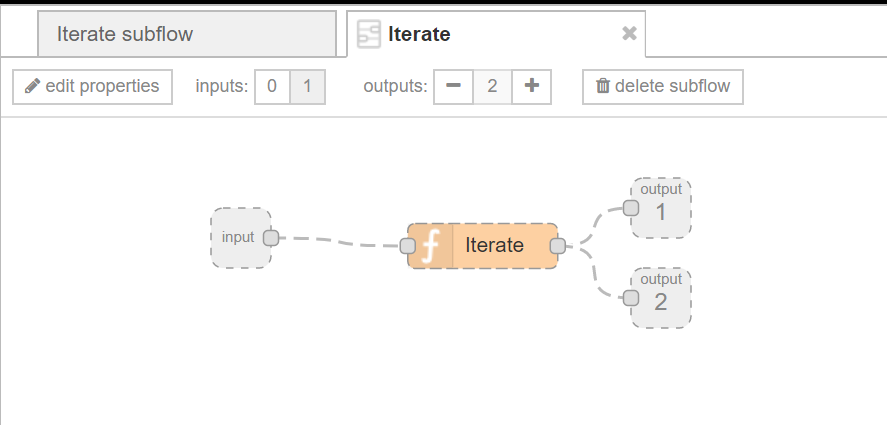 Iterate subflow
Iterate
edit properties
inputs: 0 1
outputs: 2
delete subflow
input
Iterate
output
1
output
2